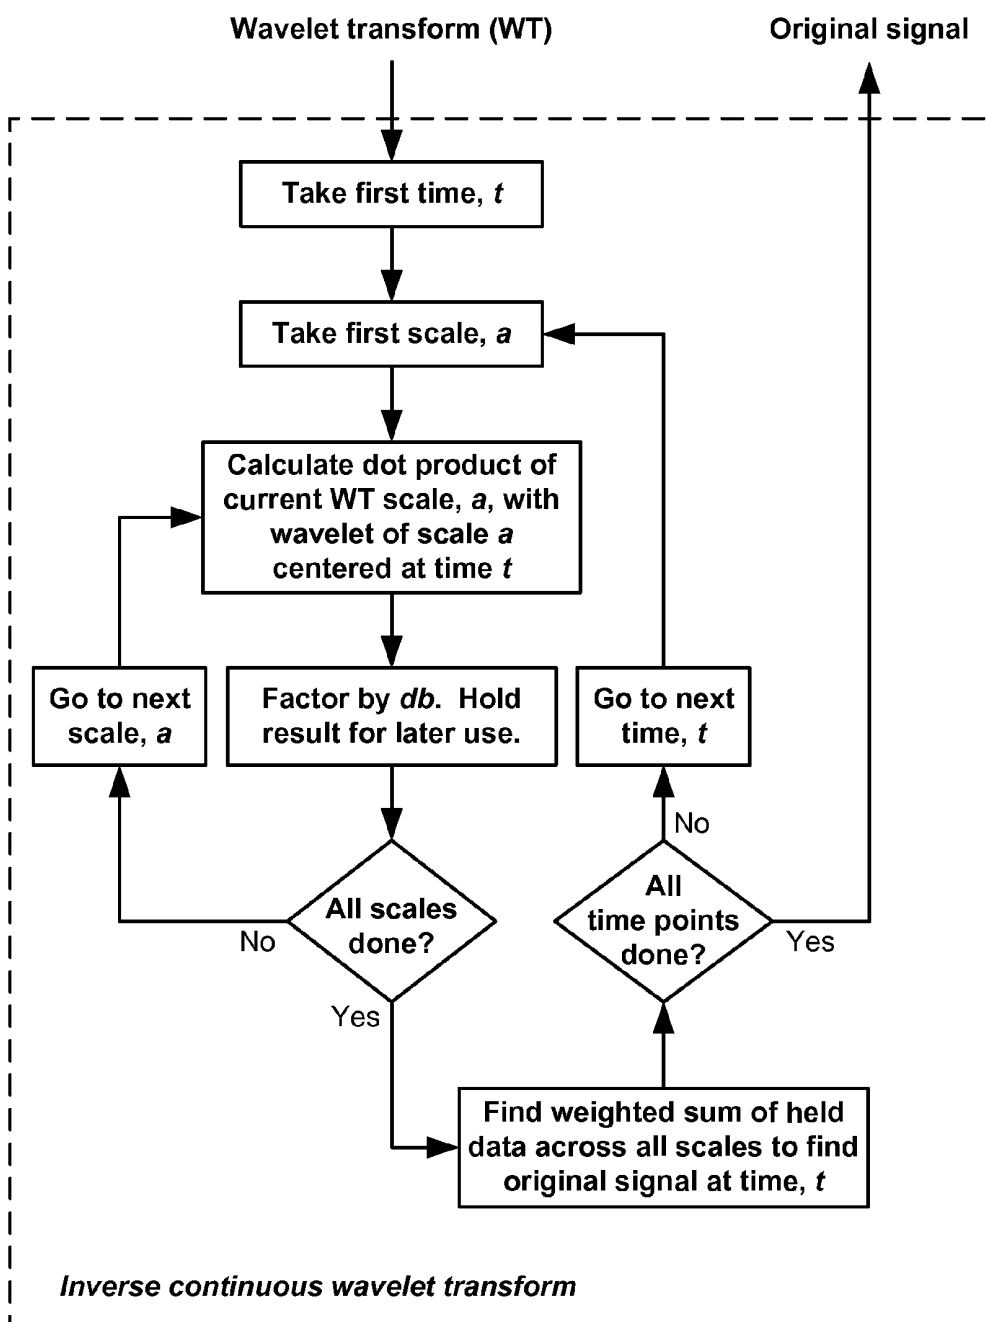 Wavelet transform (WT)
Original signal
Take first time, t
Take first scale, a
Calculate dot product of
current WT scale, a, with
wavelet of scale a
centered at time t
Go to next
scale, a
Factor by db. Hold
result for later use.
Go to next
time, t
No
All scales
done?
No
Yes
All
time points
done?
Yes
Find weighted sum of held
data across all scales to find
original signal at time, t
Inverse continuous wavelet transform